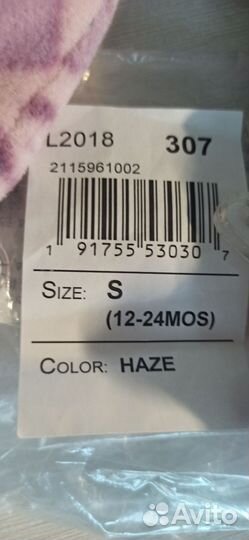 L2018 307
2115961002
1 91755 53030 7
SIZE: S
(12-24MOS)
COLOR: HAZE
Avito